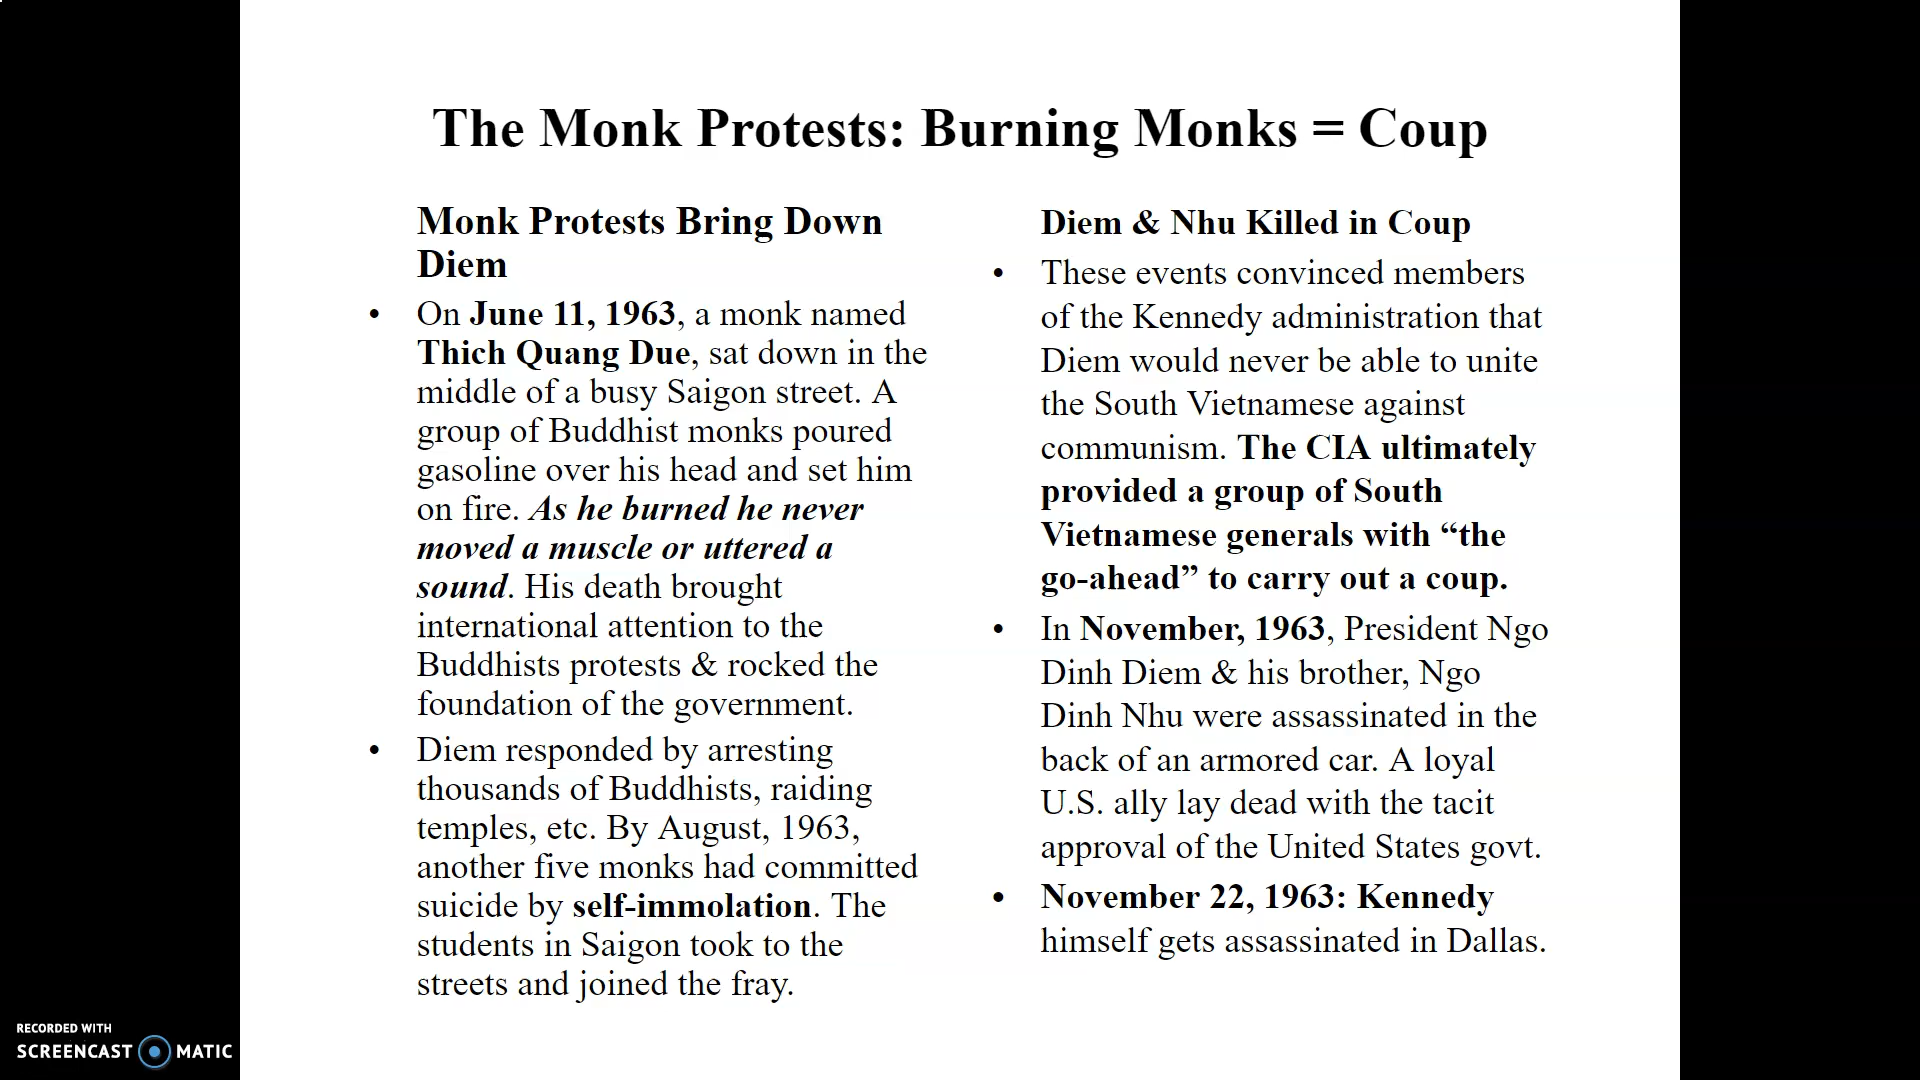 The Monk Protests: Burning Monks = Coup
Monk Protests Bring Down
Diem
• On June 11, 1963, a monk named
Thich Quang Due, sat down in the
middle of a busy Saigon street. A
group of Buddhist monks poured
gasoline over his head and set him
on fire. As he burned he never
moved a muscle or uttered a
sound. His death brought
international attention to the
Buddhists protests & rocked the
foundation of the government.
• Diem responded by arresting
thousands of Buddhists, raiding
temples, etc. By August, 1963,
another five monks had committed
suicide by self-immolation. The
students in Saigon took to the
streets and joined the fray.
Diem & Nhu Killed in Coup
• These events convinced members
of the Kennedy administration that
Diem would never be able to unite
the South Vietnamese against
communism. The CIA ultimately
provided a group of South
Vietnamese generals with “the
go-ahead” to carry out a coup.
• In November, 1963, President Ngo
Dinh Diem & his brother, Ngo
Dinh Nhu were assassinated in the
back of an armored car. A loyal
U.S. ally lay dead with the tacit
approval of the United States govt.
• November 22, 1963: Kennedy
himself gets assassinated in Dallas.
RECORDED WITH
SCREENCAST MATIC